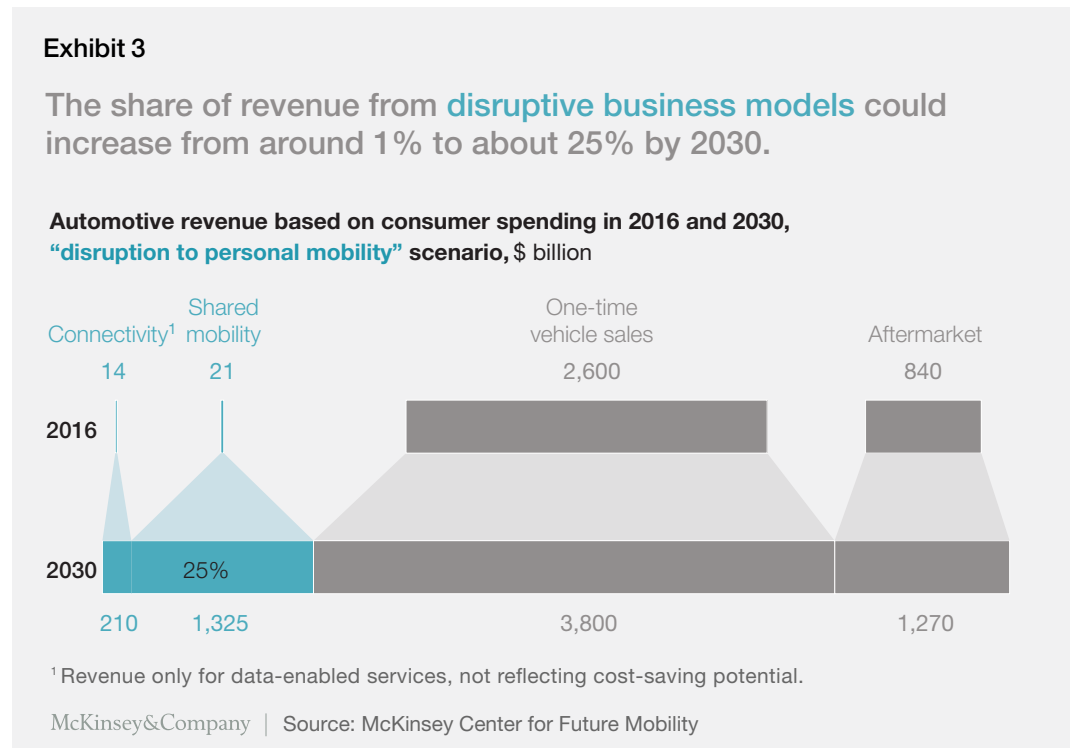 Exhibit 3
The share of revenue from disruptive business models could
increase from around 1% to about 25% by 2030.
Automotive revenue based on consumer spending in 2016 and 2030,
“disruption to personal mobility” scenario, $ billion
Connectivity¹
Shared
mobility
One-time
vehicle sales
Aftermarket
14
21
2,600
840
2016
2030
25%
210
1,325
3,800
1,270
¹ Revenue only for data-enabled services, not reflecting cost-saving potential.
McKinsey&Company | Source: McKinsey Center for Future Mobility